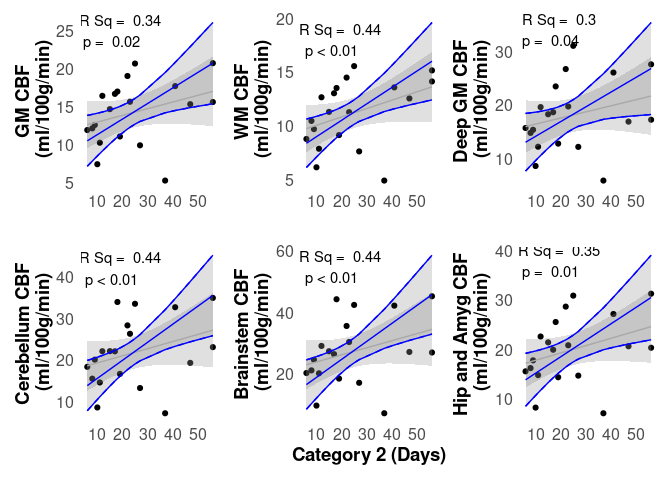 R Sq = 0.34
p = 0.02
GM CBF
(ml/100g/min)
25
20
15
10
5
10 20 30 40 50
R Sq = 0.44
p < 0.01
WM CBF
(ml/100g/min)
20
15
10
5
10 20 30 40 50
R Sq = 0.3
p = 0.04
Deep GM CBF
(ml/100g/min)
30
20
10
10 20 30 40 50
R Sq = 0.44
p < 0.01
Cerebellum CBF
(ml/100g/min)
40
30
20
10
10 20 30 40 50
R Sq = 0.44
p < 0.01
Brainstem CBF
(ml/100g/min)
60
40
20
10 20 30 40 50
R Sq = 0.35
p = 0.01
Hip and Amyg CBF
(ml/100g/min)
40
30
20
10
10 20 30 40 50
Category 2 (Days)